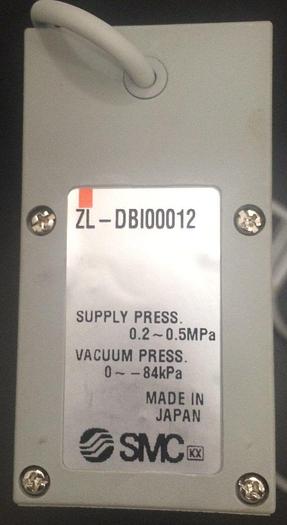 ZL-DBI00012
SUPPLY PRESS.
0.2~0.5MPa
VACUUM PRESS.
0~-84kPa
MADE IN
JAPAN
SMC KX